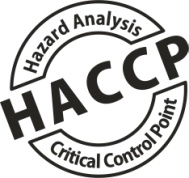 Hazard Analysis
HACCP
Critical Control Point